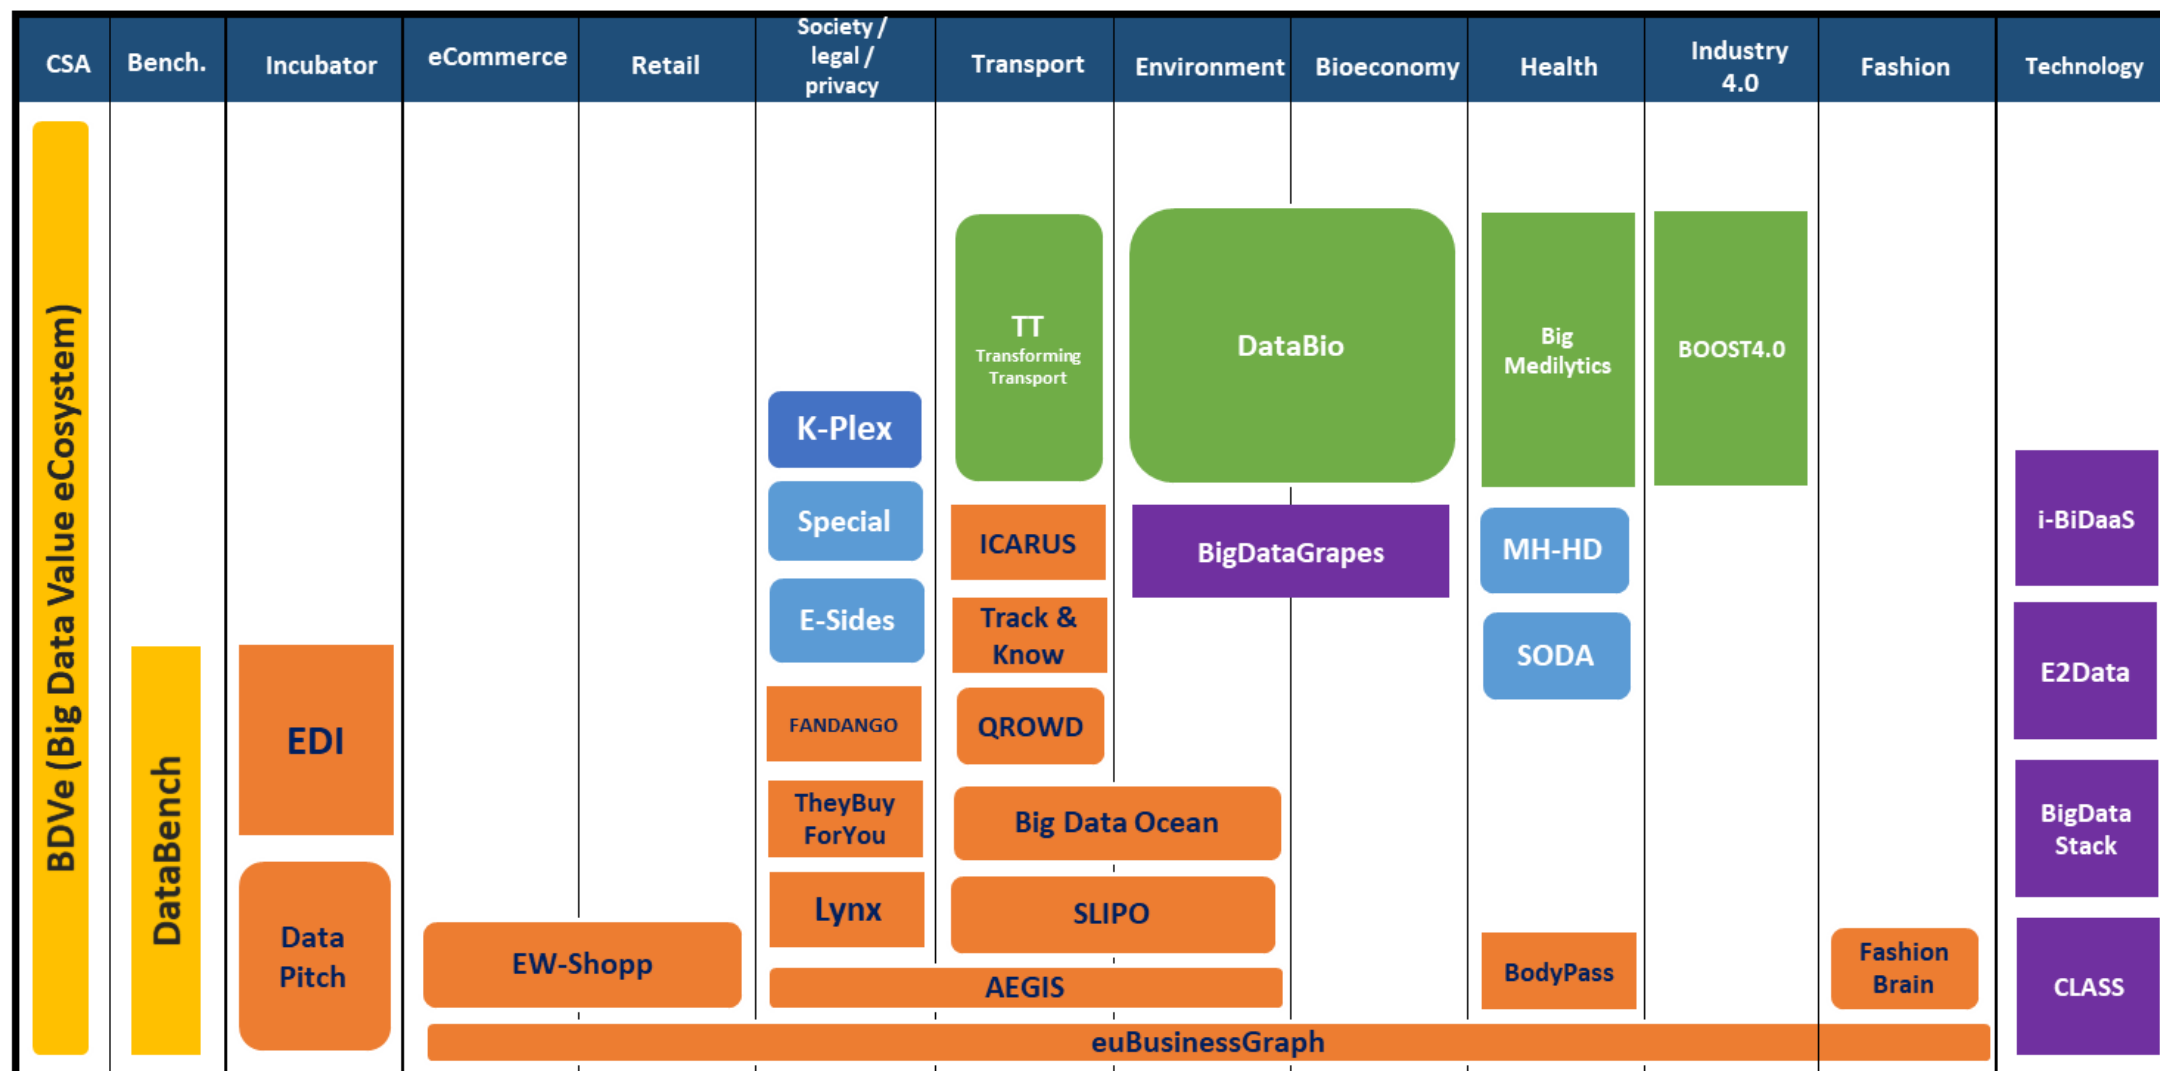 CSA
Bench.
Incubator
eCommerce
Retail
Society /
legal /
privacy
Transport
Environment
Bioeconomy
Health
Industry
4.0
Fashion
Technology
BDVe (Big Data Value eCosystem)
DataBench
EDI
Data
Pitch
EW-Shopp
K-Plex
Special
E-Sides
FANDANGO
TheyBuy
ForYou
Lynx
AEGIS
TT
Transforming
Transport
ICARUS
Track &
Know
QROWD
Big Data Ocean
SLIPO
DataBio
BigDataGrapes
Big
Medilytics
MH-HD
SODA
BodyPass
BOOST4.0
Fashion
Brain
euBusinessGraph
i-BiDaaS
E2Data
BigData
Stack
CLASS